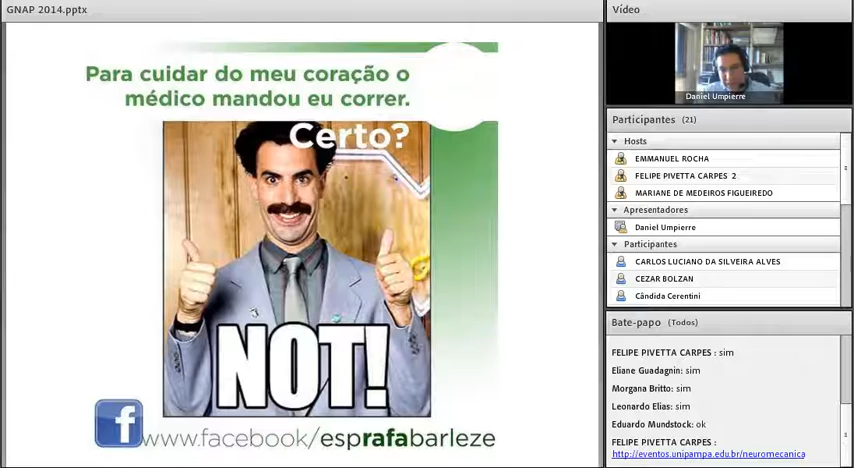 GNAP 2014.pptx
Para cuidar do meu coração o
médico mandou eu correr.
Certo?
NOT!
f
www.facebook/esprafabarleze
Vídeo
Daniel Umpierre
Participantes (21)
Hosts
EMMANUEL ROCHA
FELIPE PIVETTA CARPES 2
MARIANE DE MEDEIROS FIGUEIREDO
Apresentadores
Daniel Umpierre
Participantes
CARLOS LUCIANO DA SILVEIRA ALVES
CEZAR BOLZAN
Cândida Cerentini
Bate-papo (Todos)
FELIPE PIVETTA CARPES : sim
Eliane Guadagnin: sim
Morgana Britto: sim
Leonardo Elias: sim
Eduardo Mundstock: ok
FELIPE PIVETTA CARPES :
http://eventos.unipampa.edu.br/neuromecanica